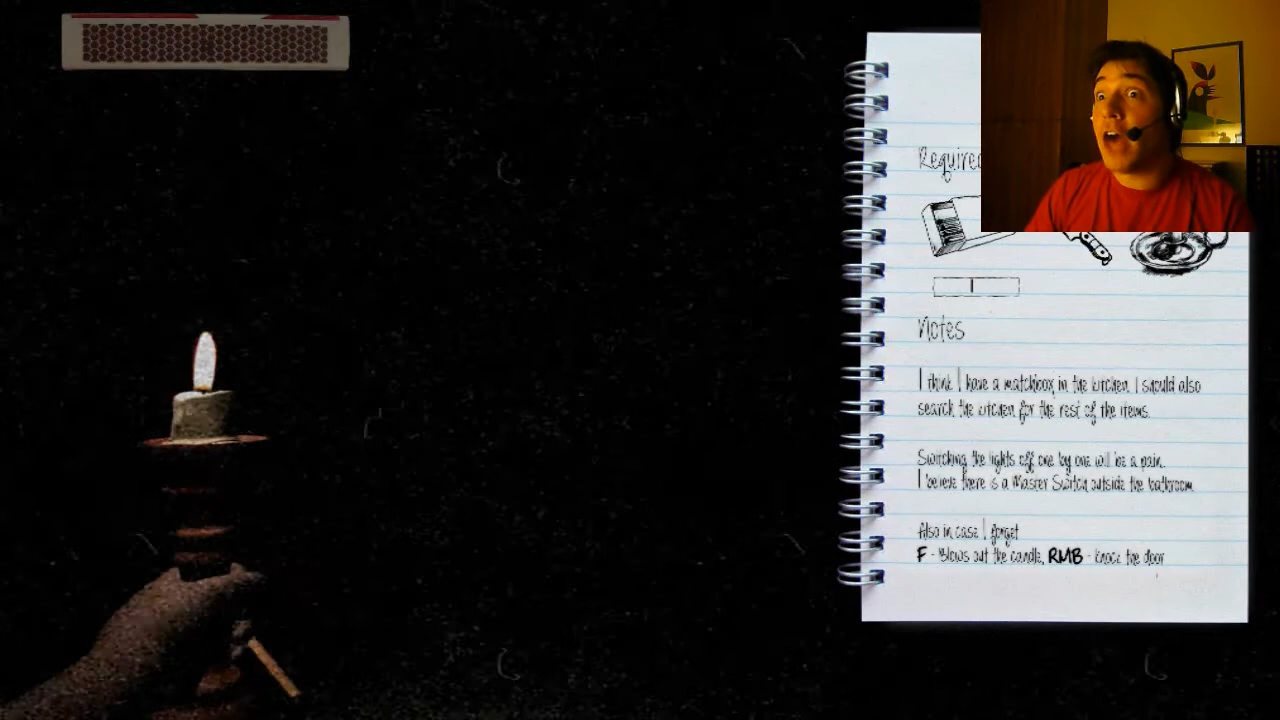 Required
Notes
I think I have a matchbox in the kitchen. I should also
search the kitchen for the rest of the items.
Switching the lights off one by one will be a pain.
I believe there is a Master Switch outside the bathroom.
Also in case I forget
F - Blows out the candle, RMB - knock the door